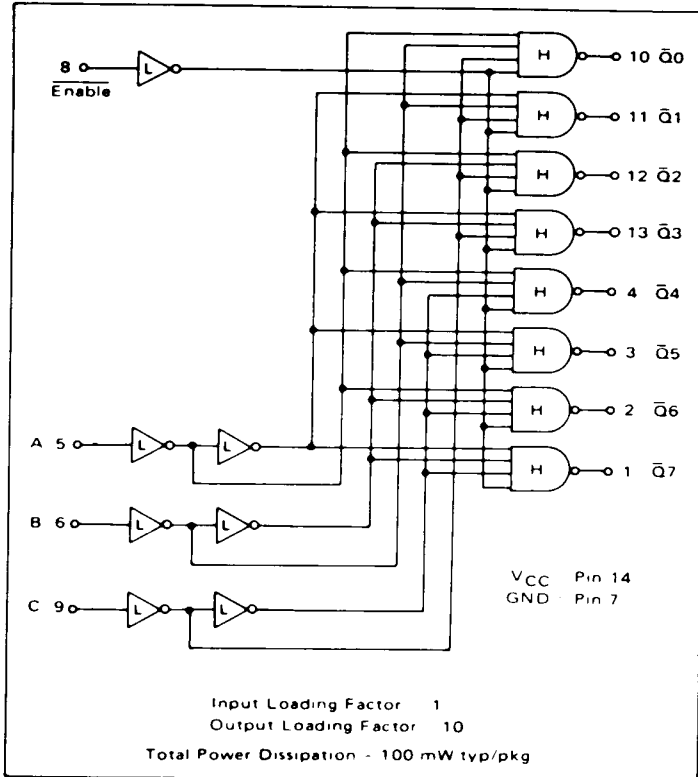 8
Enable
L
H 10 Q̅0
H 11 Q̅1
H 12 Q̅2
H 13 Q̅3
H 4 Q̅4
H 3 Q̅5
H 2 Q̅6
H 1 Q̅7
A 5 L L
B 6 L L
C 9 L L
VCC Pin 14
GND Pin 7
Input Loading Factor 1
Output Loading Factor 10
Total Power Dissipation - 100 mW typ/pkg